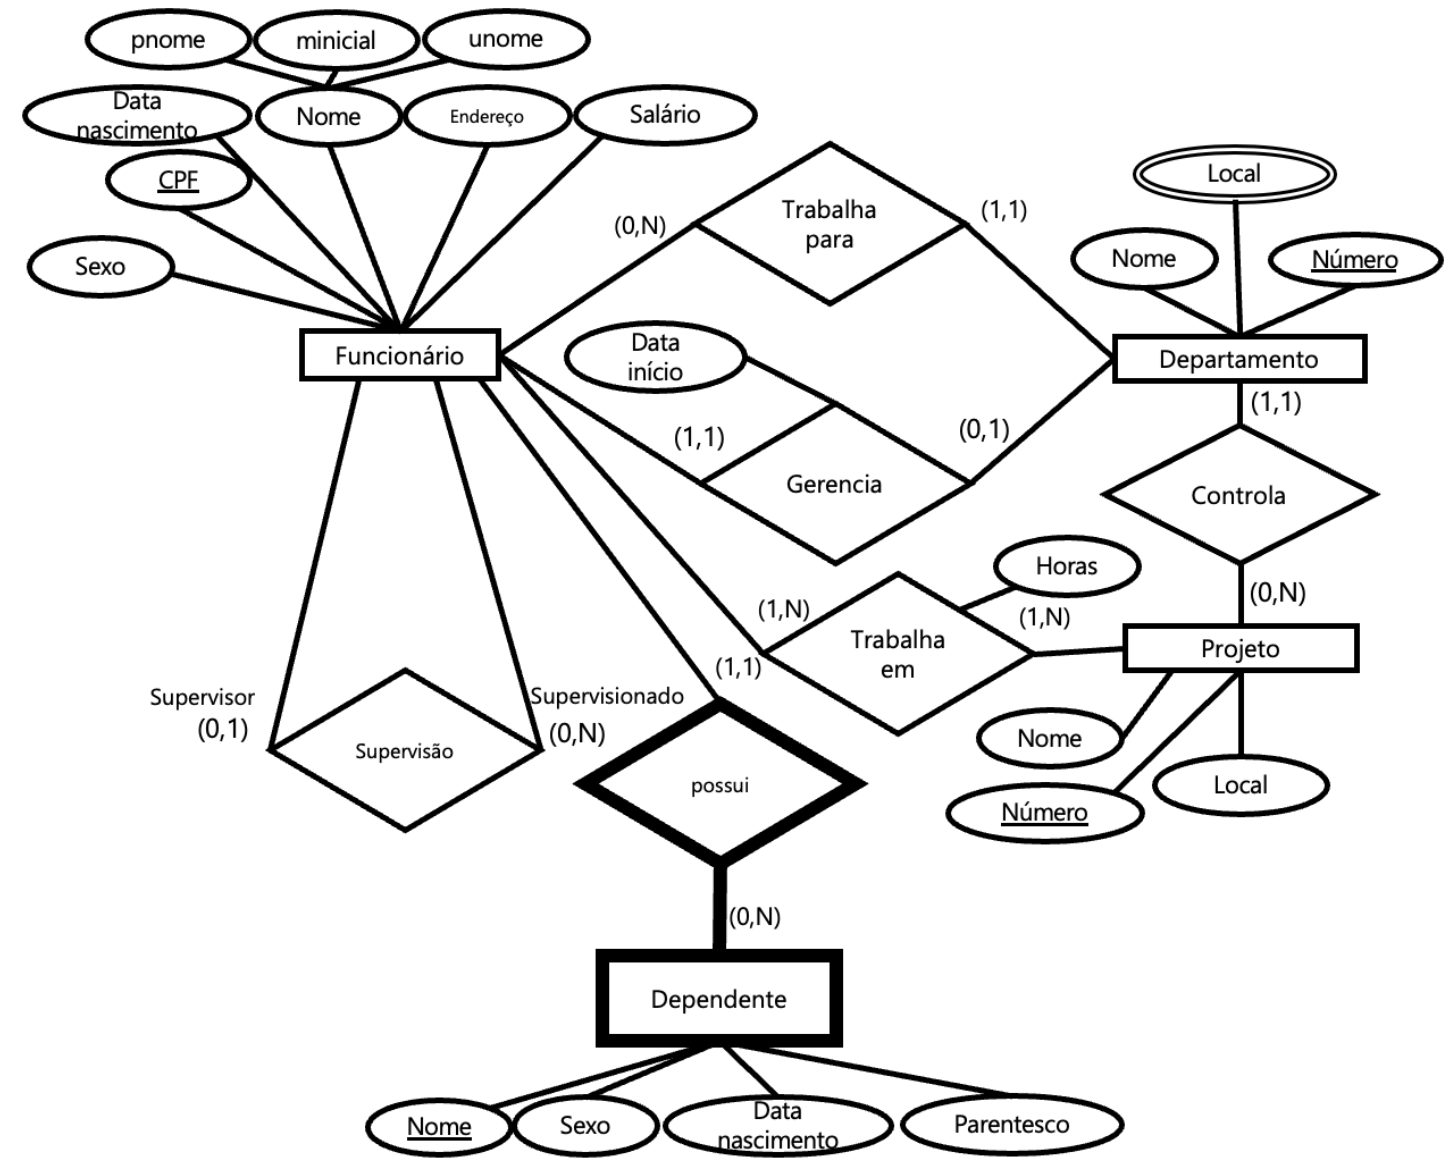 pnome
minicial
unome
Data
nascimento
Nome
Endereço
Salário
CPF
Sexo
Funcionário
(0,N)
Trabalha
para
(1,1)
Local
Nome
Número
Departamento
Data
início
(1,1)
Gerencia
(0,1)
(1,1)
Controla
(0,N)
Horas
(1,N)
Trabalha
em
(1,N)
Projeto
Nome
Número
Local
Supervisor
(0,1)
Supervisão
Supervisionado
(0,N)
(1,1)
possui
(0,N)
Dependente
Nome
Sexo
Data
nascimento
Parentesco